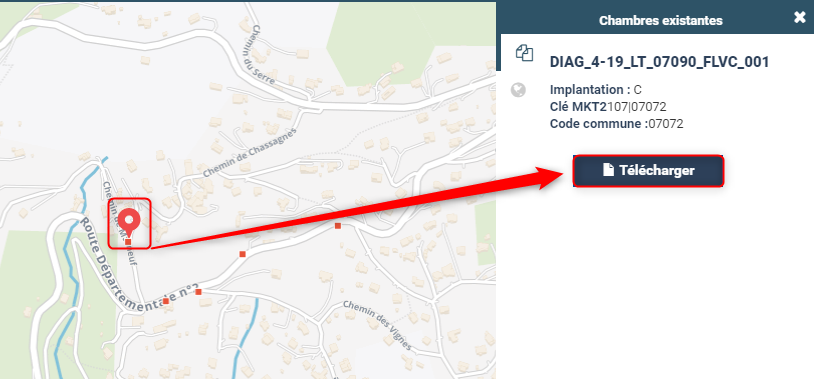 Chambres existantes
DIAG_4-19_LT_07090_FLVC_001
Implantation : C
Clé MKT2107|07072
Code commune :07072
Télécharger
Chemin du Serre
Chemin de Chassagnes
Route Départementale n°
Chemin des Vignes